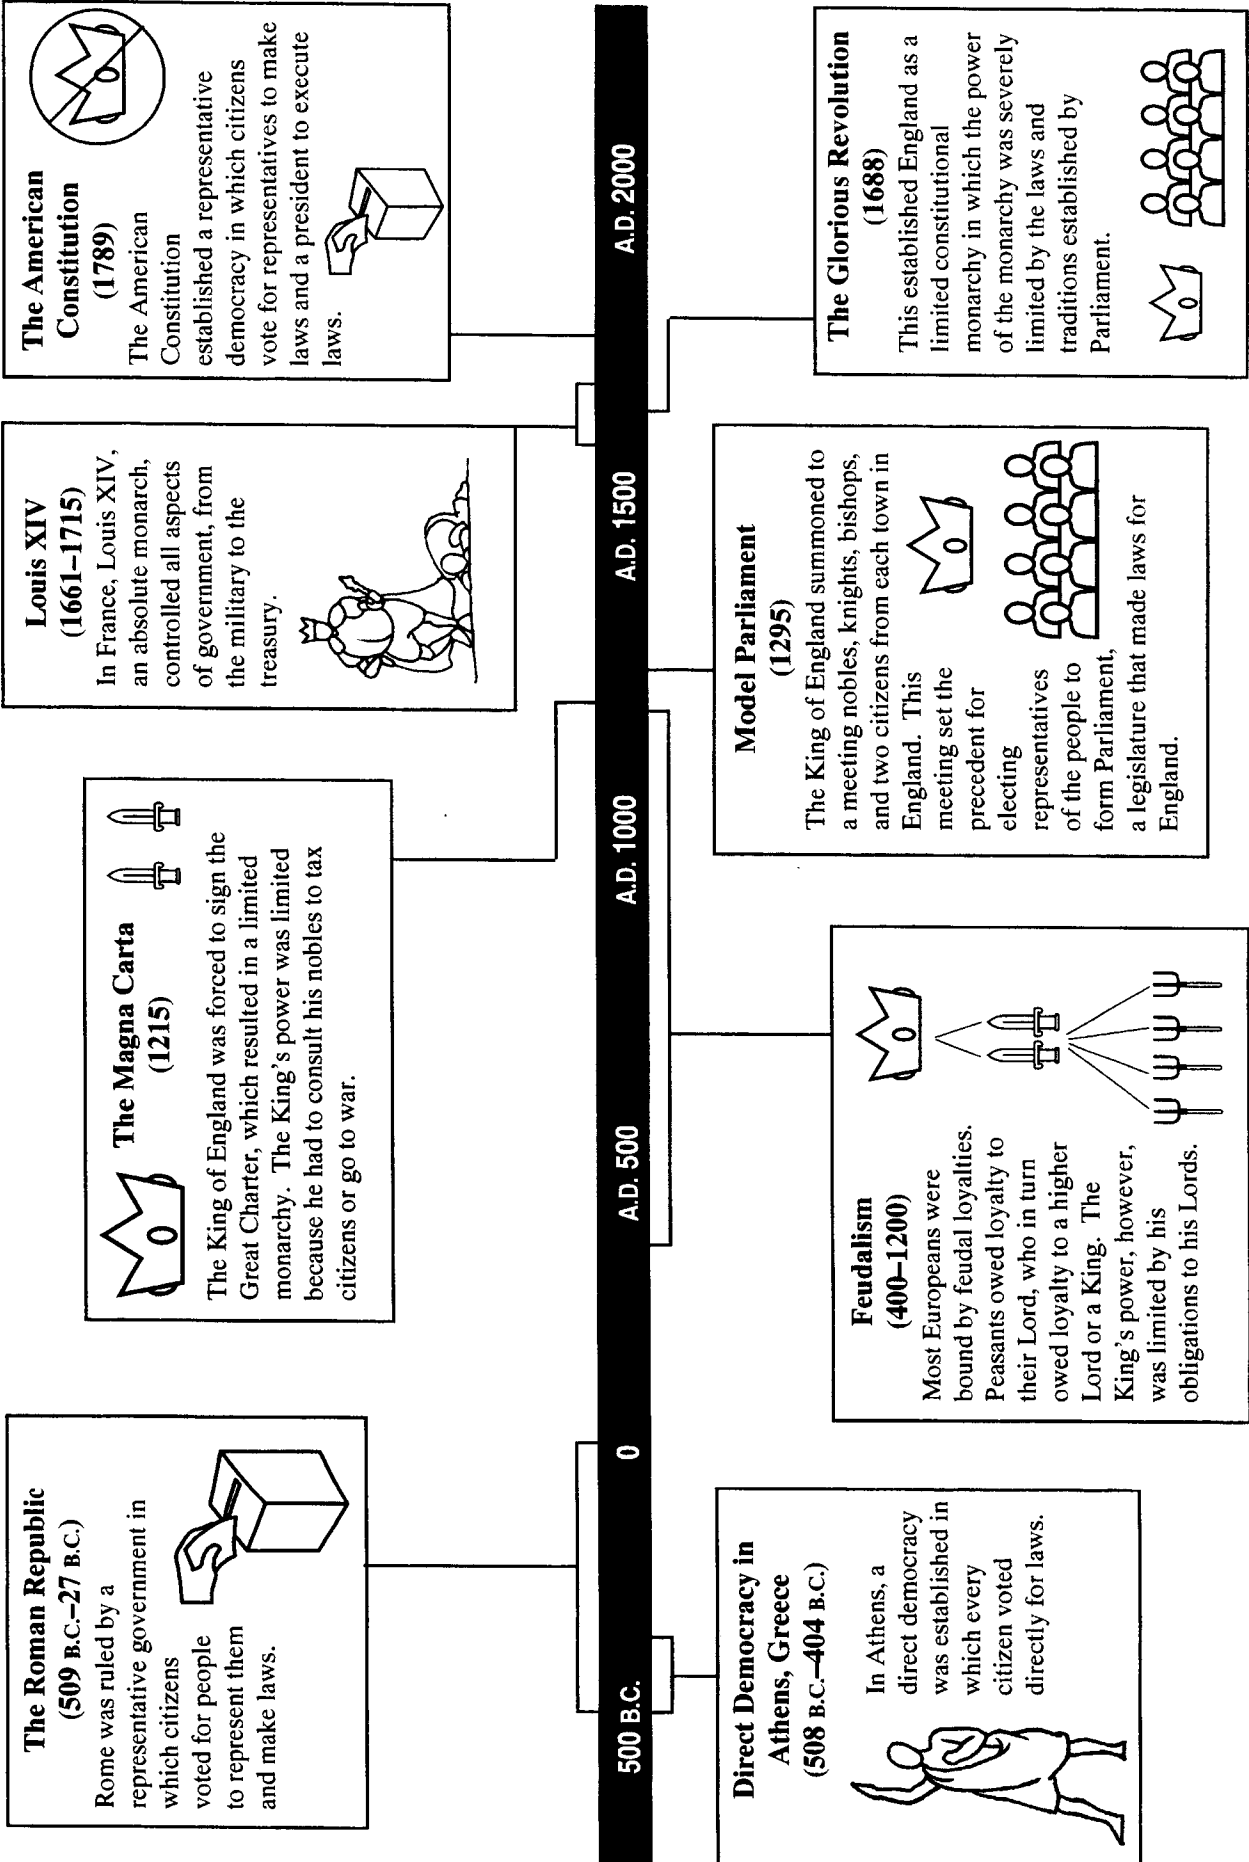 The Roman Republic
(509 B.C.–27 B.C.)
Rome was ruled by a
representative government in
which citizens
voted for people
to represent them
and make laws.
The Magna Carta
(1215)
The King of England was forced to sign the
Great Charter, which resulted in a limited
monarchy. The King's power was limited
because he had to consult his nobles to tax
citizens or go to war.
Louis XIV
(1661–1715)
In France, Louis XIV,
an absolute monarch,
controlled all aspects
of government, from
the military to the
treasury.
The American
Constitution
(1789)
The American
Constitution
established a representative
democracy in which citizens
vote for representatives to make
laws and a president to execute
laws.
500 B.C.
0
A.D. 500
A.D. 1000
A.D. 1500
A.D. 2000
Direct Democracy in
Athens, Greece
(508 B.C.–404 B.C.)
In Athens, a
direct democracy
was established in
which every
citizen voted
directly for laws.
Feudalism
(400–1200)
Most Europeans were
bound by feudal loyalties.
Peasants owed loyalty to
their Lord, who in turn
owed loyalty to a higher
Lord or a King. The
King's power, however,
was limited by his
obligations to his Lords.
Model Parliament
(1295)
The King of England summoned to
a meeting nobles, knights, bishops,
and two citizens from each town in
England. This
meeting set the
precedent for
electing
representatives
of the people to
form Parliament,
a legislature that made laws for
England.
The Glorious Revolution
(1688)
This established England as a
limited constitutional
monarchy in which the power
of the monarchy was severely
limited by the laws and
traditions established by
Parliament.